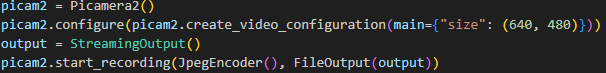 picam2 = Picamera2()
picam2.configure(picam2.create_video_configuration(main={"size": (640, 480)}))
output = StreamingOutput()
picam2.start_recording(JpegEncoder(), FileOutput(output))